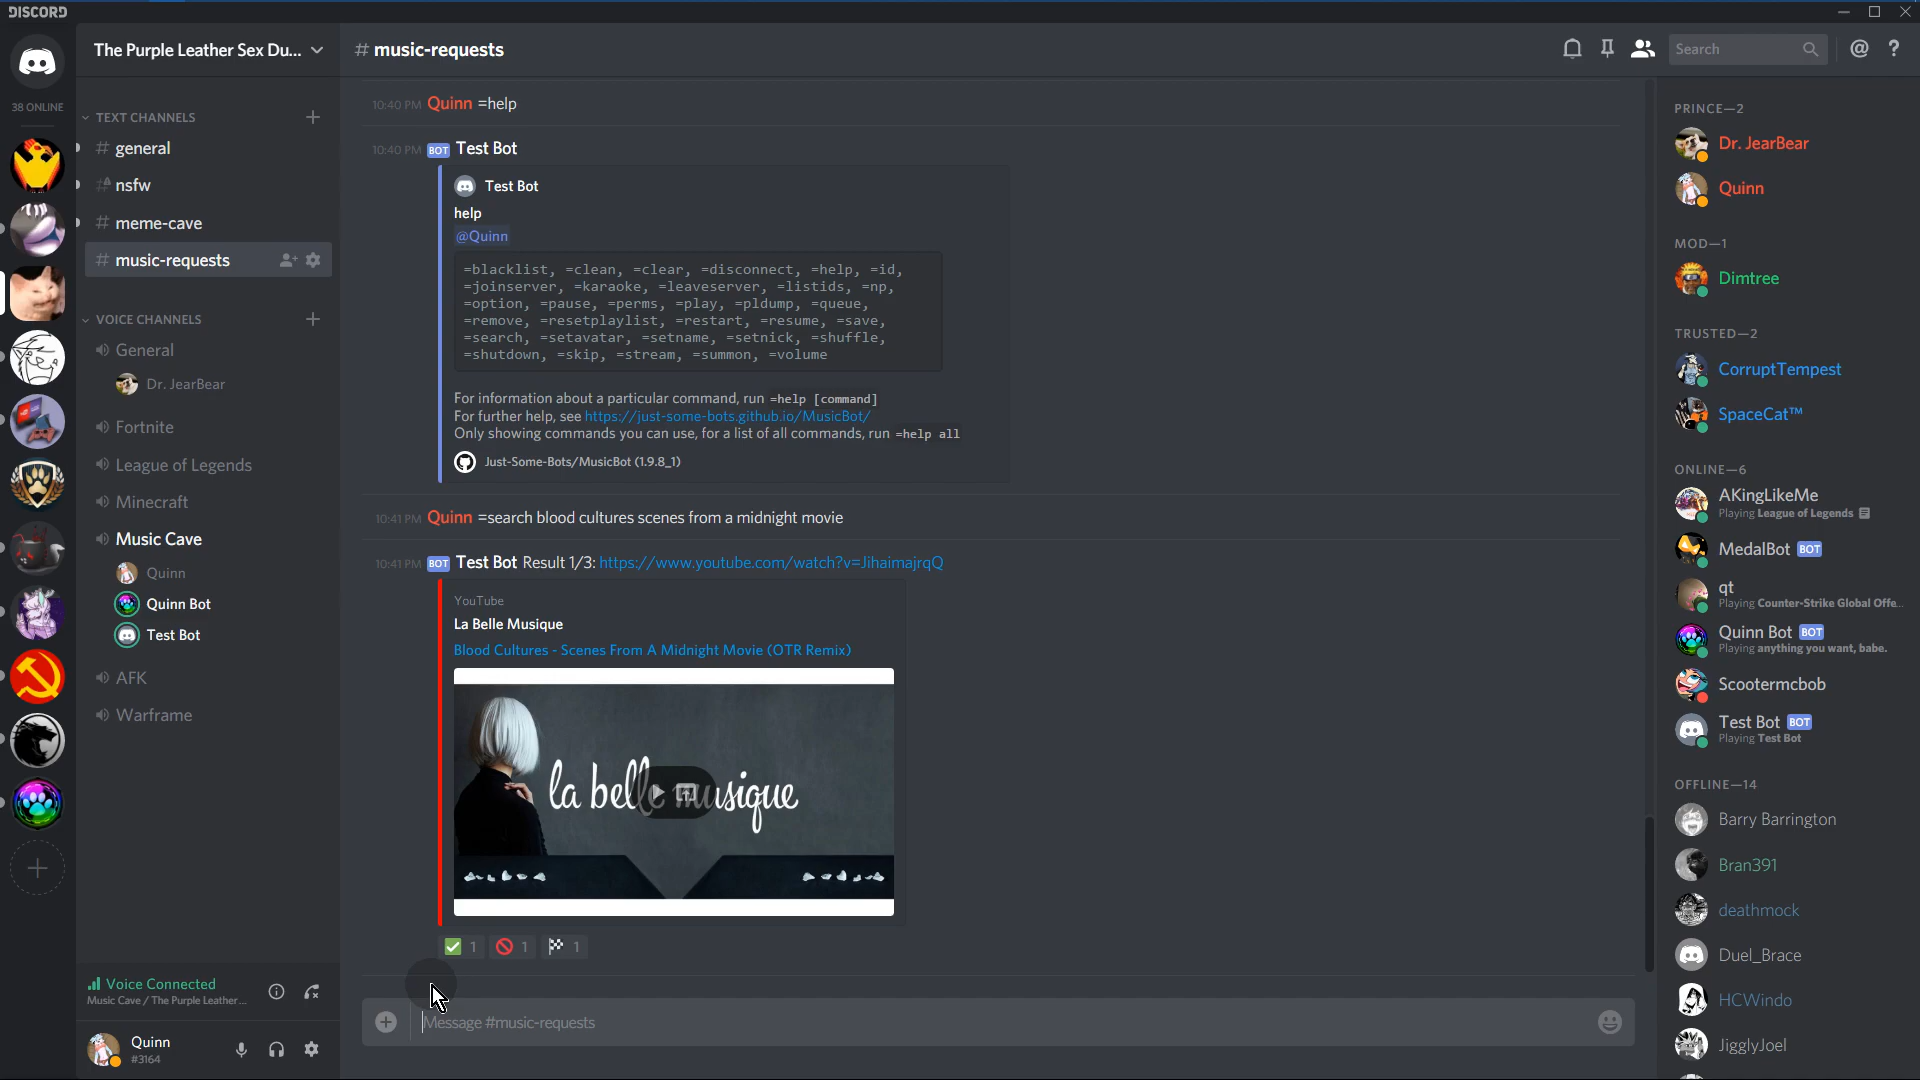 DISCORD
The Purple Leather Sex Du...
# music-requests
Search
38 ONLINE
TEXT CHANNELS
# general
nsfw
# meme-cave
# music-requests
VOICE CHANNELS
General
Dr. JearBear
Fortnite
League of Legends
Minecraft
Music Cave
Quinn
Quinn Bot
Test Bot
AFK
Warframe
Voice Connected
Music Cave / The Purple Leather...
Quinn
#3164
10:40 PM Quinn =help
10:40 PM BOT Test Bot
Test Bot
help
@Quinn
=blacklist, =clean, =clear, =disconnect, =help, =id,
=joinserver, =karaoke, =leaveserver, =listids, =np,
=option, =pause, =perms, =play, =pldump, =queue,
=remove, =resetplaylist, =restart, =resume, =save,
=search, =setavatar, =setname, =setnick, =shuffle,
=shutdown, =skip, =stream, =summon, =volume
For information about a particular command, run =help [command]
For further help, see https://just-some-bots.github.io/MusicBot/
Only showing commands you can use, for a list of all commands, run =help all
Just-Some-Bots/MusicBot (1.9.8_1)
10:41 PM Quinn =search blood cultures scenes from a midnight movie
10:41 PM BOT Test Bot Result 1/3: https://www.youtube.com/watch?v=JihaimajrqQ
YouTube
La Belle Musique
Blood Cultures - Scenes From A Midnight Movie (OTR Remix)
la belle musique
1 1 1
Message #music-requests
PRINCE—2
Dr. JearBear
Quinn
MOD—1
Dimtree
TRUSTED—2
CorruptTempest
SpaceCat™
ONLINE—6
AKingLikeMe
Playing League of Legends
MedalBot BOT
qt
Playing Counter-Strike Global Offe...
Quinn Bot BOT
Playing anything you want, babe.
Scootermcbob
Test Bot BOT
Playing Test Bot
OFFLINE—14
Barry Barrington
Bran391
deathmock
Duel_Brace
HCWindo
JigglyJoel